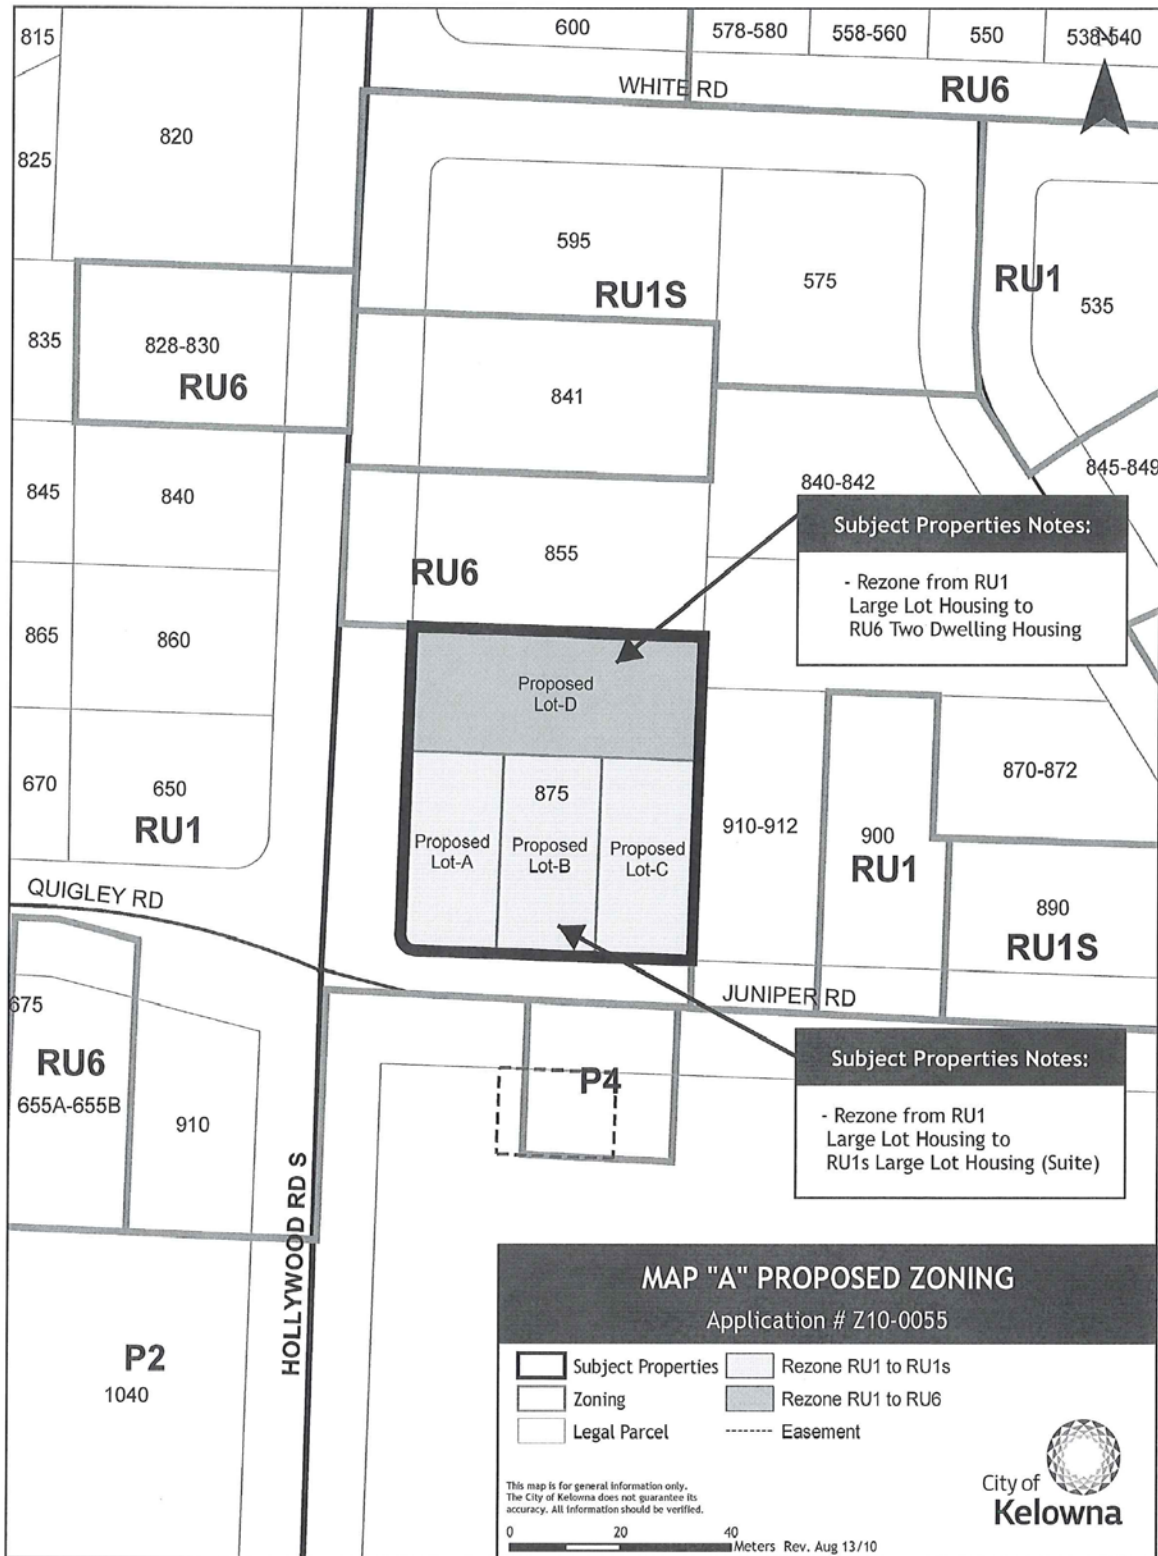 815
600
578-580
558-560
550
538-540
N
WHITE RD
RU6
820
825
595
575
RU1S
RU1
535
835
828-830
RU6
841
845
840
840-842
845-849
855
RU6
Subject Properties Notes:
- Rezone from RU1
Large Lot Housing to
RU6 Two Dwelling Housing
865
860
Proposed
Lot-D
670
650
RU1
875
Proposed
Lot-A
Proposed
Lot-B
Proposed
Lot-C
910-912
900
RU1
870-872
890
RU1S
QUIGLEY RD
JUNIPER RD
675
RU6
655A-655B
910
P4
Subject Properties Notes:
- Rezone from RU1
Large Lot Housing to
RU1s Large Lot Housing (Suite)
HOLLYWOOD RD S
P2
1040
MAP "A" PROPOSED ZONING
Application # Z10-0055
Subject Properties
Rezone RU1 to RU1s
Zoning
Rezone RU1 to RU6
Legal Parcel
Easement
This map is for general information only.
The City of Kelowna does not guarantee its
accuracy. All information should be verified.
City of
Kelowna
0 20 40
Meters Rev. Aug 13/10